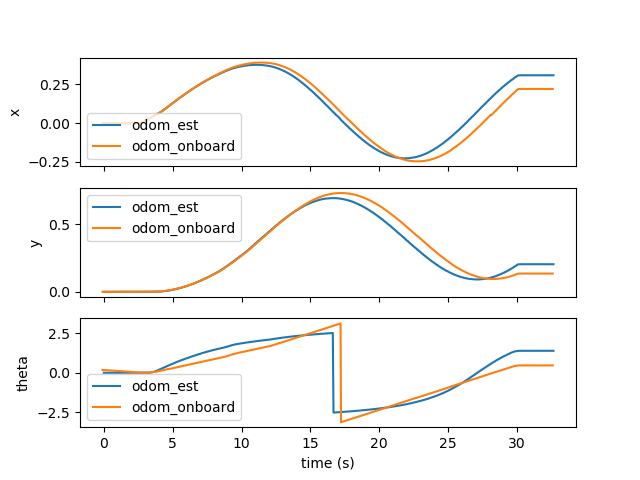 0.25
0.00
−0.25
x
odom_est
odom_onboard
0.5
0.0
y
odom_est
odom_onboard
2.5
0.0
−2.5
theta
odom_est
odom_onboard
0 5 10 15 20 25 30
time (s)